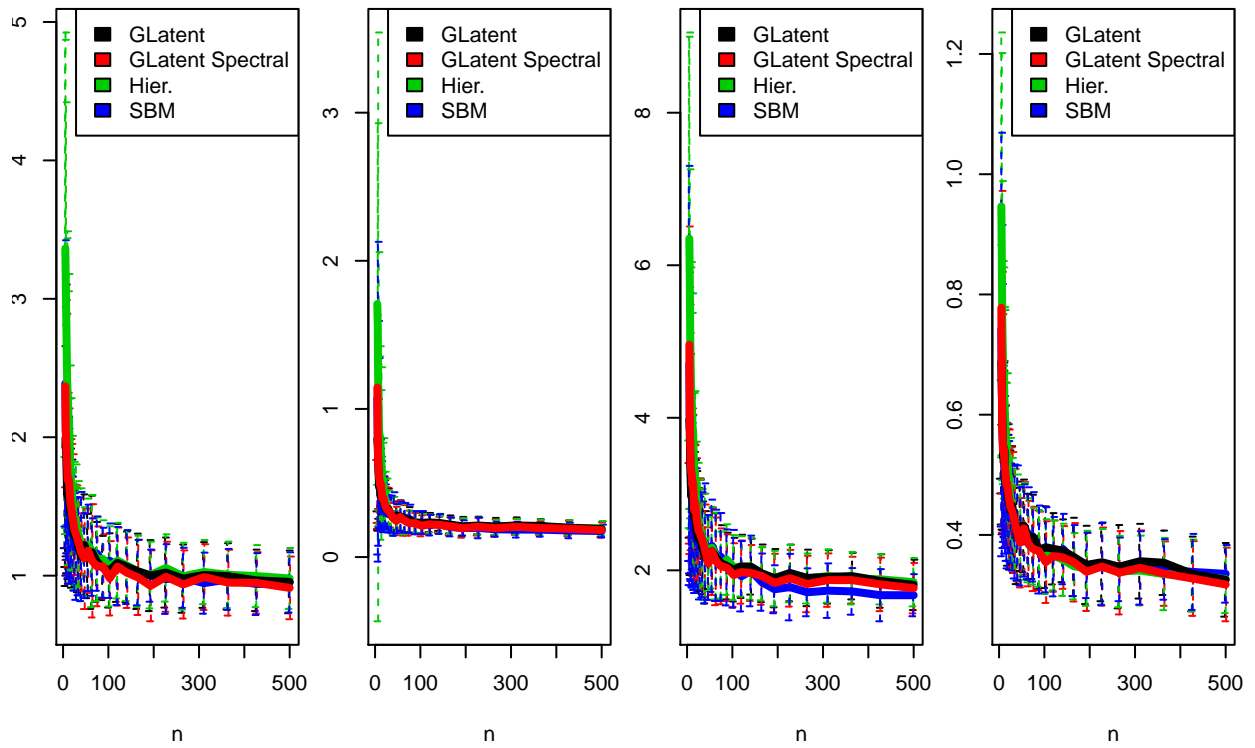 GLatent
GLatent Spectral
Hier.
SBM
1 2 3 4 5
0 100 300 500
n
GLatent
GLatent Spectral
Hier.
SBM
0 1 2 3
0 100 300 500
n
GLatent
GLatent Spectral
Hier.
SBM
2 4 6 8
0 100 300 500
n
GLatent
GLatent Spectral
Hier.
SBM
0.4 0.6 0.8 1.0 1.2
0 100 300 500
n